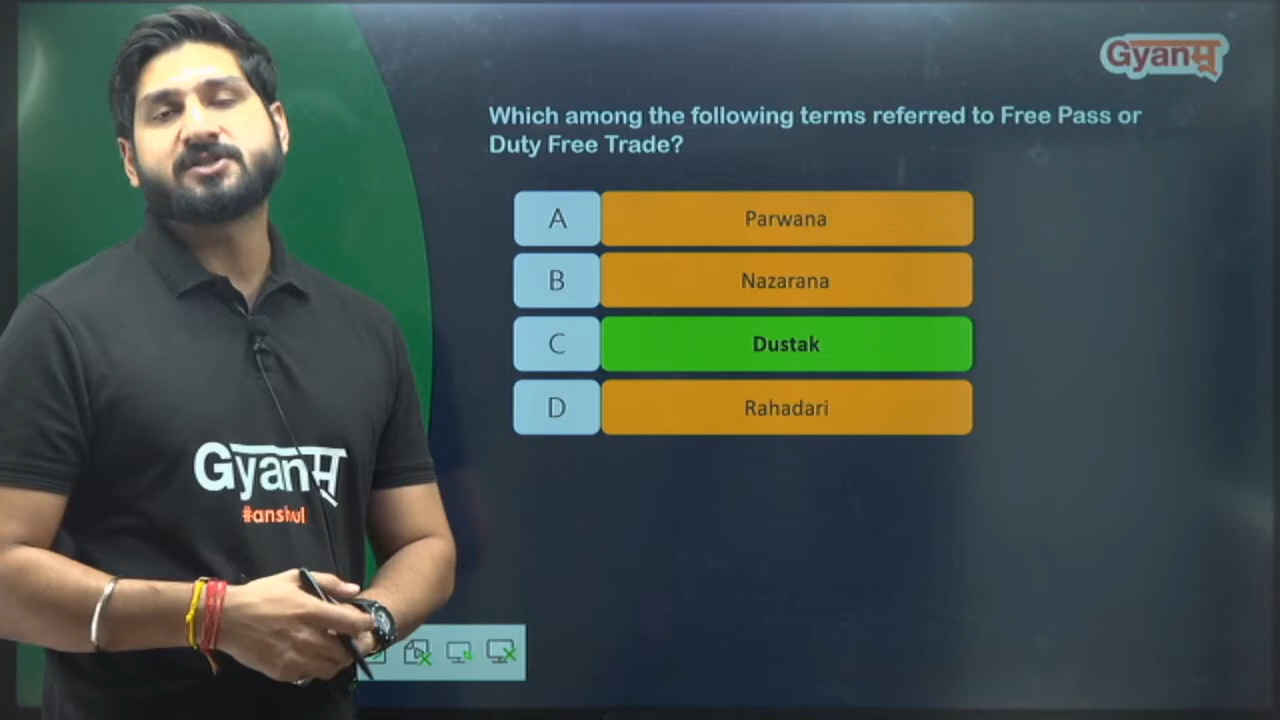 Gyanम्
Which among the following terms referred to Free Pass or
Duty Free Trade?
A Parwana
B Nazarana
C Dustak
D Rahadari
Gyanम्
#anshul